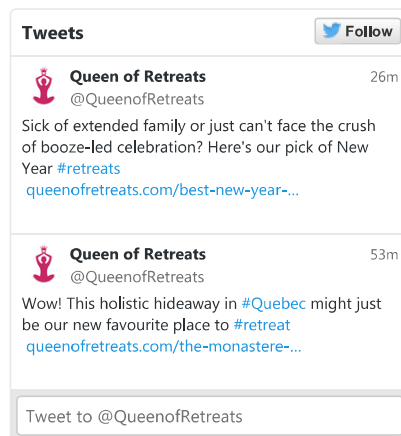 Tweets
Follow
Queen of Retreats 26m
@QueenofRetreats
Sick of extended family or just can't face the crush
of booze-led celebration? Here's our pick of New
Year #retreats
queenofretreats.com/best-new-year-...
Queen of Retreats 53m
@QueenofRetreats
Wow! This holistic hideaway in #Quebec might just
be our new favourite place to #retreat
queenofretreats.com/the-monastere-...
Tweet to @QueenofRetreats